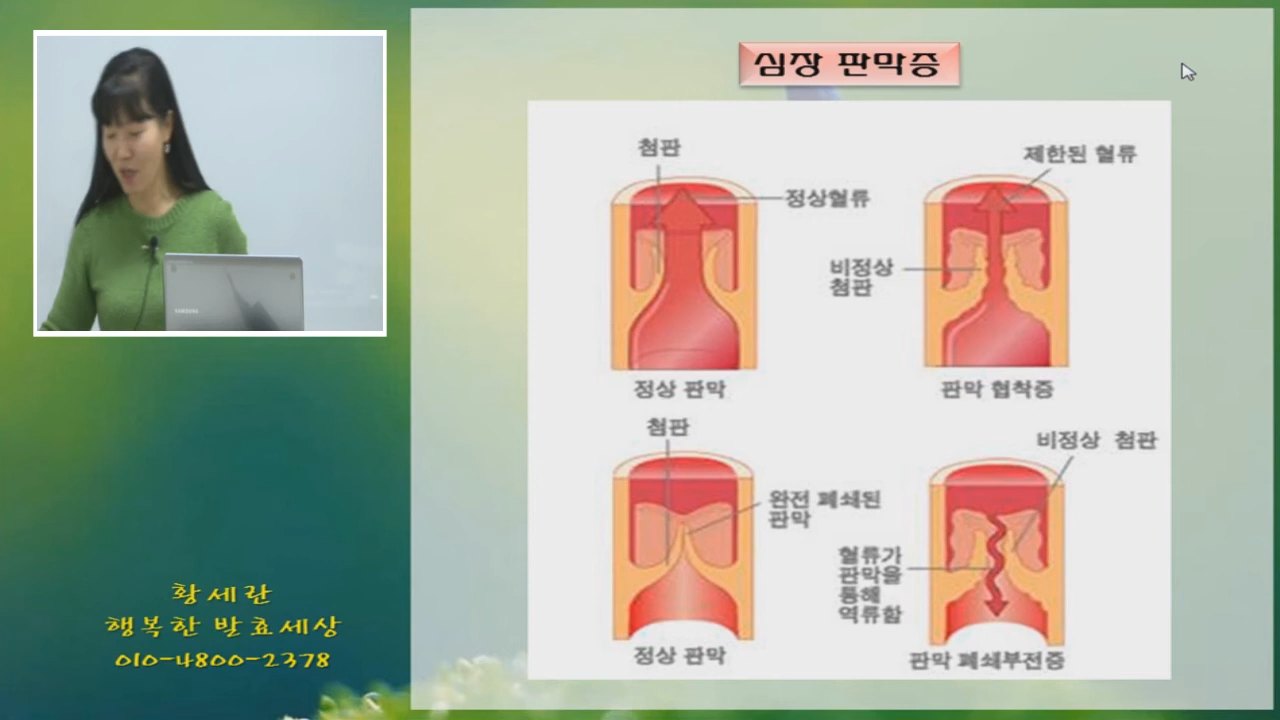 심장 판막증
첨판
정상혈류
정상 판막
제한된 혈류
비정상
첨판
판막 협착증
첨판
완전 폐쇄된
판막
정상 판막
비정상 첨판
혈류가
판막을
통해
역류함
판막 폐쇄부전증
SAMSUNG
황세란
행복한 발효세상
010-4800-2378